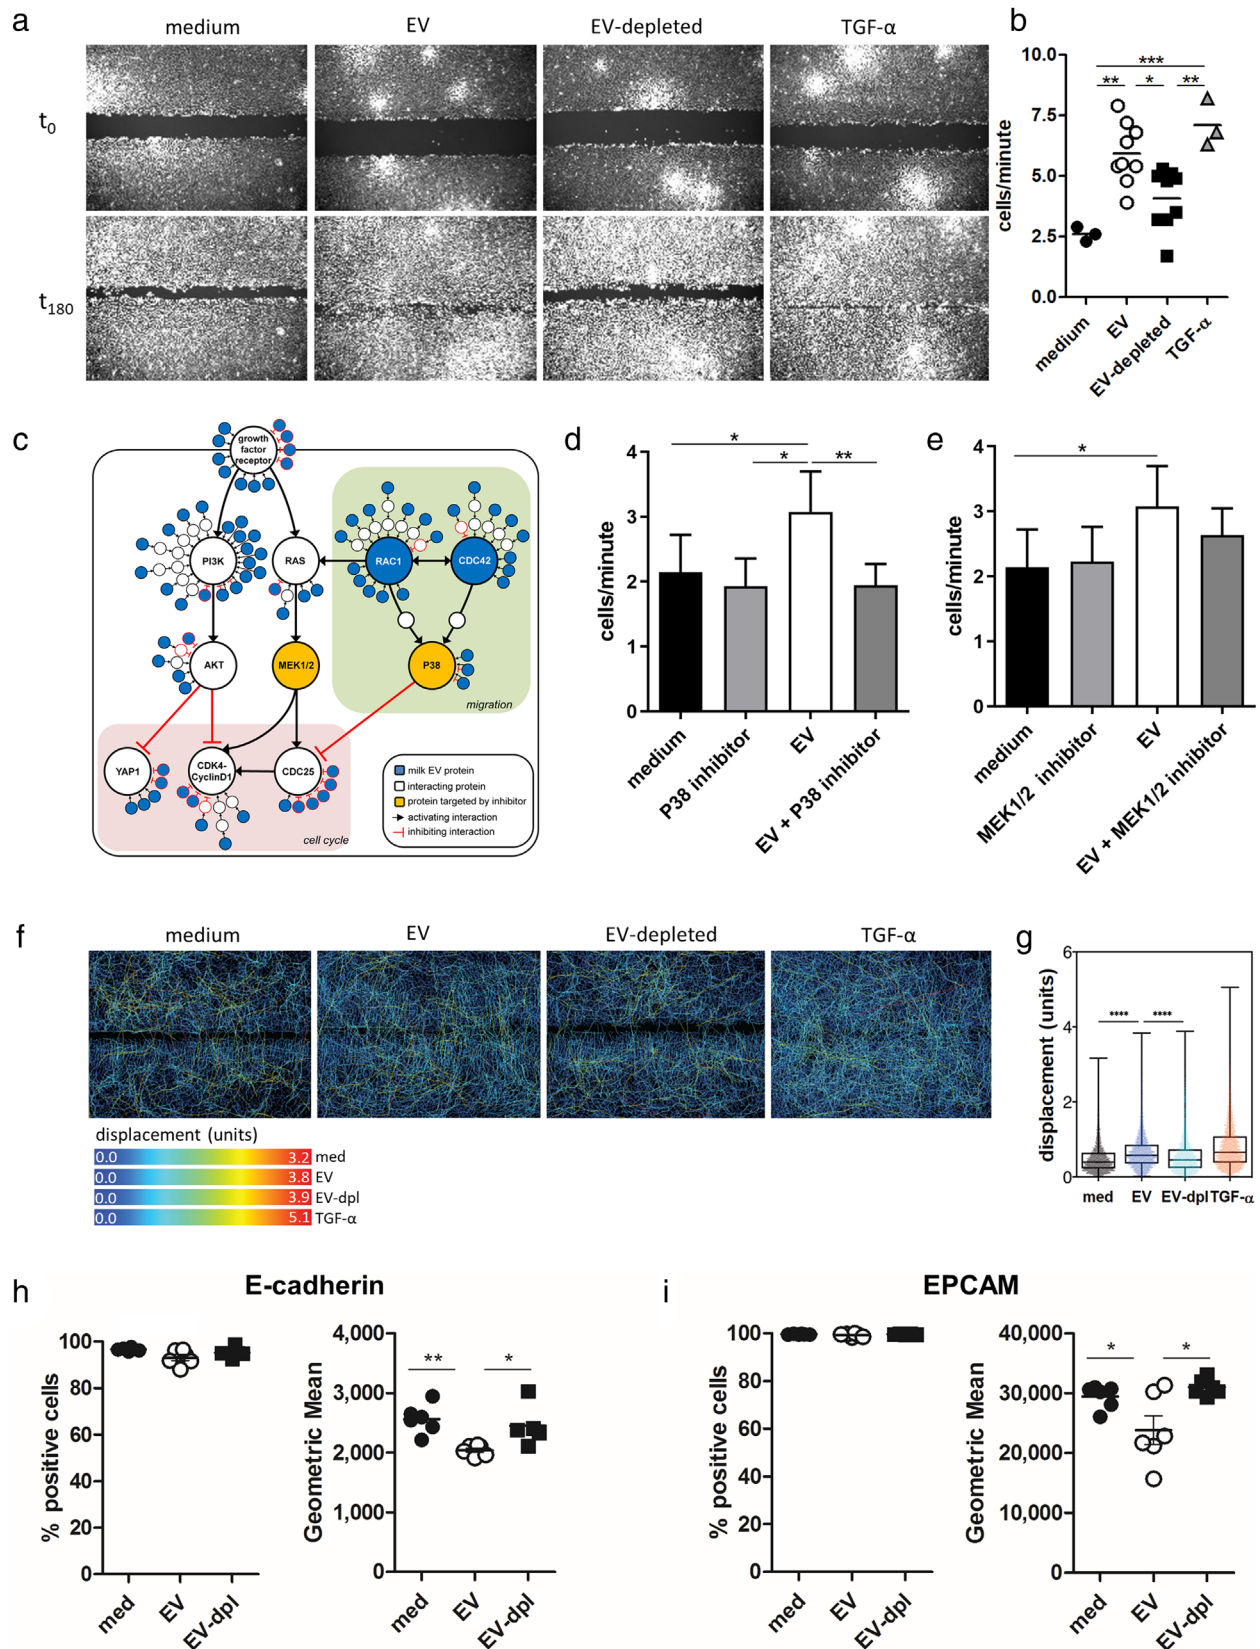 a
medium
EV
EV-depleted
TGF-α
t0
t180
b
10.0
7.5
5.0
2.5
0.0
cells/minute
***
** * **
medium
EV
EV-depleted
TGF-α
c
growth
factor
receptor
PI3K
RAS
RAC1
CDC42
AKT
MEK1/2
P38
migration
YAP1
CDK4-
CyclinD1
CDC25
cell cycle
milk EV protein
interacting protein
protein targeted by inhibitor
activating interaction
inhibiting interaction
d
4
3
2
1
0
cells/minute
*
* **
medium
P38 inhibitor
EV
EV + P38 inhibitor
e
4
3
2
1
0
cells/minute
*
medium
MEK1/2 inhibitor
EV
EV + MEK1/2 inhibitor
f
medium
EV
EV-depleted
TGF-α
displacement (units)
0.0 3.2 med
0.0 3.8 EV
0.0 3.9 EV-dpl
0.0 5.1 TGF-α
g
6
4
2
0
displacement (units)
**** ****
med EV EV-dpl TGF-α
h
E-cadherin
100
80
60
40
20
0
% positive cells
med
EV
EV-dpl
4,000
3,000
2,000
1,000
0
Geometric Mean
** *
med
EV
EV-dpl
i
EPCAM
100
80
60
40
20
0
% positive cells
med
EV
EV-dpl
40,000
30,000
20,000
10,000
0
Geometric Mean
* *
med
EV
EV-dpl